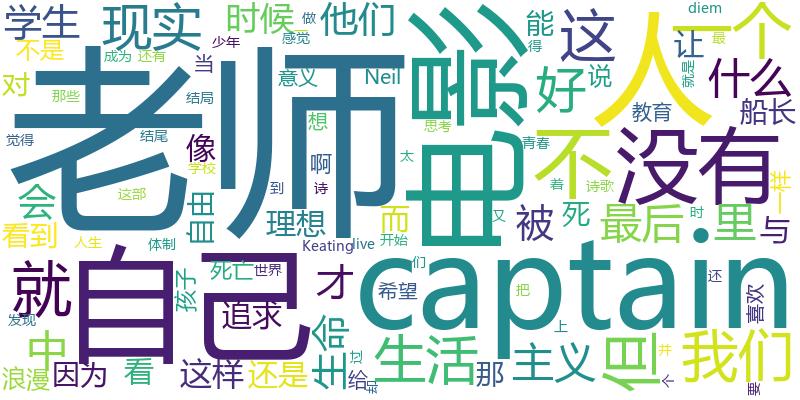 学生
现实
时候
他们
能
这
人
一个
diem
做
得
最
不是
当
少年
感觉
成为
还有
意义
Neil
电影
好
说
让
什么
就是
对
那些
结局
老师
想
思考
教育
船长
觉得
结尾
像
学校
啊
太
青春
不
没有
一样
会
这部
到
诗
而
被
死
着
诗歌
自由
理想
又
最后
里
时
与
看到
人生
体制
Keating
live
开始
就
自己
死亡
世界
才
captain
们
还
孩子
希望
把
喜欢
发现
追求
上
中
生命
过
生活
主义
但
并
我们
浪漫
因为
看
这样
还是
给
却
那
个
要